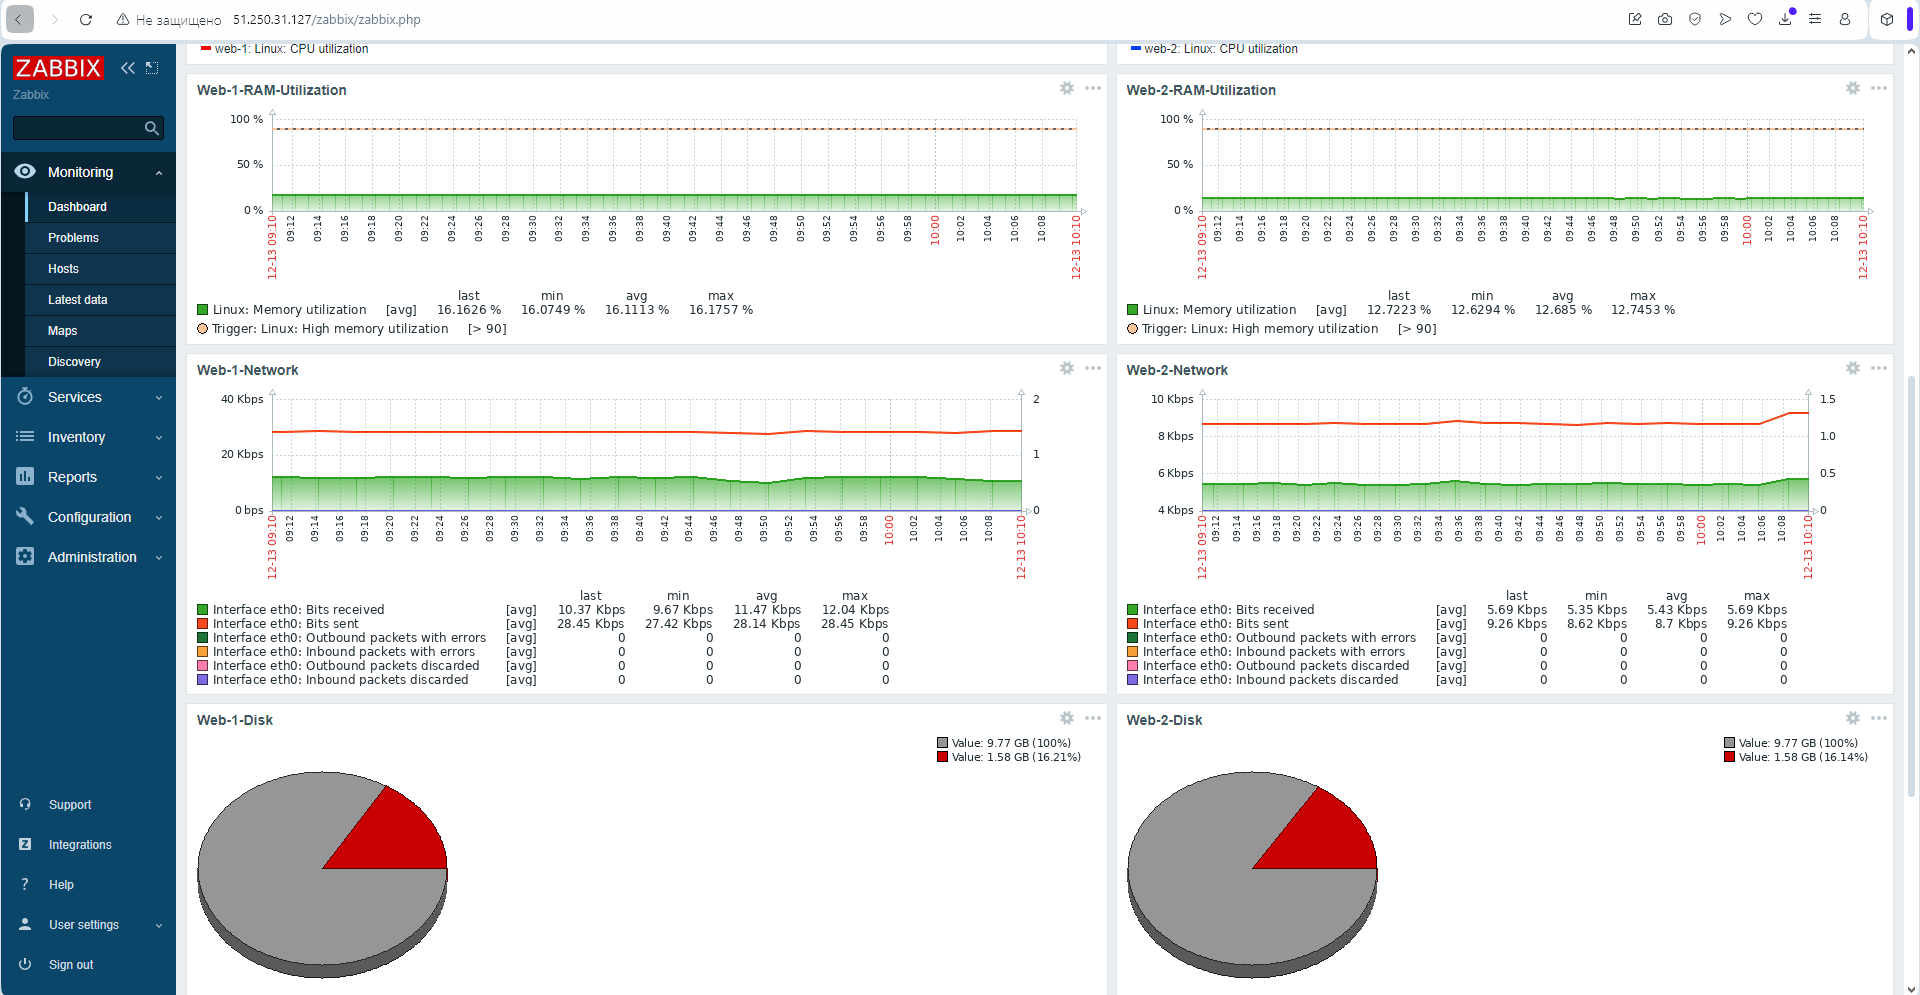 Не защищено 51.250.31.127/zabbix/zabbix.php
ZABBIX
Zabbix
Monitoring
Dashboard
Problems
Hosts
Latest data
Maps
Discovery
Services
Inventory
Reports
Configuration
Administration
Support
Integrations
Help
User settings
Sign out
web-1: Linux: CPU utilization
web-2: Linux: CPU utilization
Web-1-RAM-Utilization
100 %
50 %
0 %
12-13 09:10 09:12 09:14 09:16 09:18 09:20 09:22 09:24 09:26 09:28 09:30 09:32 09:34 09:36 09:38 09:40 09:42 09:44 09:46 09:48 09:50 09:52 09:54 09:56 09:58 10:00 10:02 10:04 10:06 10:08 12-13 10:10
last min avg max
Linux: Memory utilization [avg] 16.1626 % 16.0749 % 16.1113 % 16.1757 %
Trigger: Linux: High memory utilization [> 90]
Web-2-RAM-Utilization
100 %
50 %
0 %
12-13 09:10 09:12 09:14 09:16 09:18 09:20 09:22 09:24 09:26 09:28 09:30 09:32 09:34 09:36 09:38 09:40 09:42 09:44 09:46 09:48 09:50 09:52 09:54 09:56 09:58 10:00 10:02 10:04 10:06 10:08 12-13 10:10
last min avg max
Linux: Memory utilization [avg] 12.7223 % 12.6294 % 12.685 % 12.7453 %
Trigger: Linux: High memory utilization [> 90]
Web-1-Network
40 Kbps 2
20 Kbps 1
0 bps 0
12-13 09:10 09:12 09:14 09:16 09:18 09:20 09:22 09:24 09:26 09:28 09:30 09:32 09:34 09:36 09:38 09:40 09:42 09:44 09:46 09:48 09:50 09:52 09:54 09:56 09:58 10:00 10:02 10:04 10:06 10:08 12-13 10:10
last min avg max
Interface eth0: Bits received [avg] 10.37 Kbps 9.67 Kbps 11.47 Kbps 12.04 Kbps
Interface eth0: Bits sent [avg] 28.45 Kbps 27.42 Kbps 28.14 Kbps 28.45 Kbps
Interface eth0: Outbound packets with errors [avg] 0 0 0 0
Interface eth0: Inbound packets with errors [avg] 0 0 0 0
Interface eth0: Outbound packets discarded [avg] 0 0 0 0
Interface eth0: Inbound packets discarded [avg] 0 0 0 0
Web-2-Network
10 Kbps 1.5
8 Kbps 1.0
6 Kbps 0.5
4 Kbps 0
12-13 09:10 09:12 09:14 09:16 09:18 09:20 09:22 09:24 09:26 09:28 09:30 09:32 09:34 09:36 09:38 09:40 09:42 09:44 09:46 09:48 09:50 09:52 09:54 09:56 09:58 10:00 10:02 10:04 10:06 10:08 12-13 10:10
last min avg max
Interface eth0: Bits received [avg] 5.69 Kbps 5.35 Kbps 5.43 Kbps 5.69 Kbps
Interface eth0: Bits sent [avg] 9.26 Kbps 8.62 Kbps 8.7 Kbps 9.26 Kbps
Interface eth0: Outbound packets with errors [avg] 0 0 0 0
Interface eth0: Inbound packets with errors [avg] 0 0 0 0
Interface eth0: Outbound packets discarded [avg] 0 0 0 0
Interface eth0: Inbound packets discarded [avg] 0 0 0 0
Web-1-Disk
Value: 9.77 GB (100%)
Value: 1.58 GB (16.21%)
Web-2-Disk
Value: 9.77 GB (100%)
Value: 1.58 GB (16.14%)